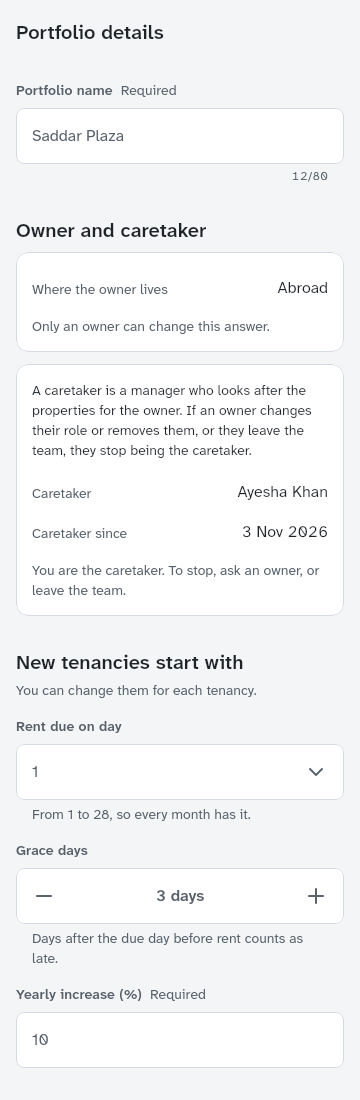 Portfolio details
Portfolio name Required
Saddar Plaza
12/80
Owner and caretaker
Where the owner lives Abroad
Only an owner can change this answer.
A caretaker is a manager who looks after the
properties for the owner. If an owner changes
their role or removes them, or they leave the
team, they stop being the caretaker.
Caretaker Ayesha Khan
Caretaker since 3 Nov 2026
You are the caretaker. To stop, ask an owner, or
leave the team.
New tenancies start with
You can change them for each tenancy.
Rent due on day
1
From 1 to 28, so every month has it.
Grace days
3 days
Days after the due day before rent counts as
late.
Yearly increase (%) Required
10